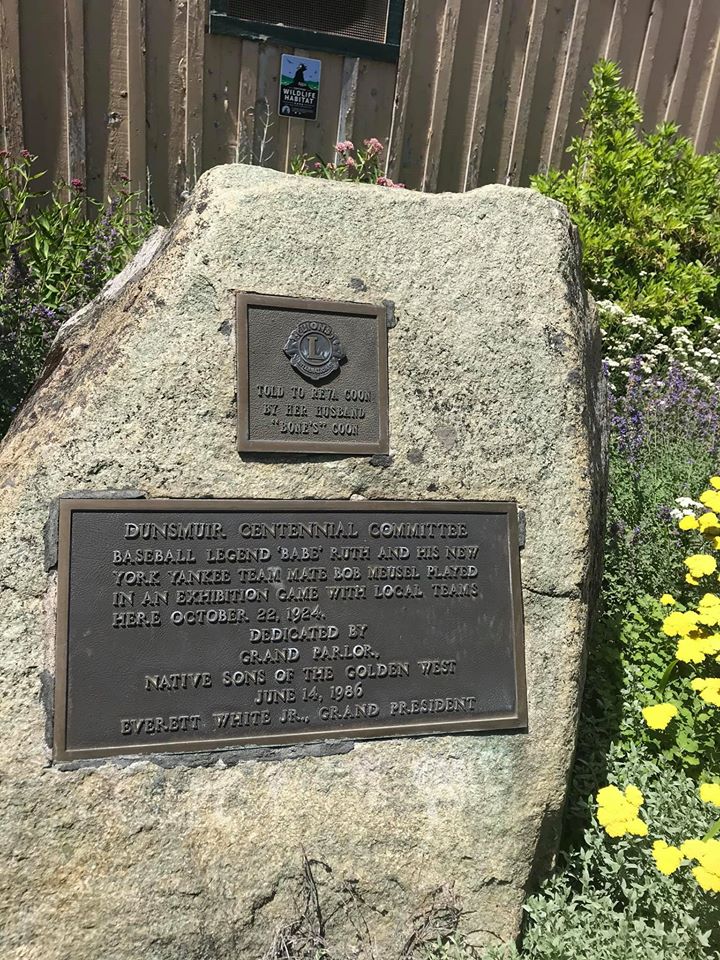 WILDLIFE
HABITAT
LIONS
L
INTERNATIONAL
TOLD TO REVA COON
BY HER HUSBAND
"BONE'S" COON
DUNSMUIR CENTENNIAL COMMITTEE
BASEBALL LEGEND 'BABE' RUTH AND HIS NEW
YORK YANKEE TEAM MATE BOB MEUSEL PLAYED
IN AN EXHIBITION GAME WITH LOCAL TEAMS
HERE OCTOBER 22, 1924.
DEDICATED BY
GRAND PARLOR,
NATIVE SONS OF THE GOLDEN WEST
JUNE 14, 1986
EVERETT WHITE JR., GRAND PRESIDENT